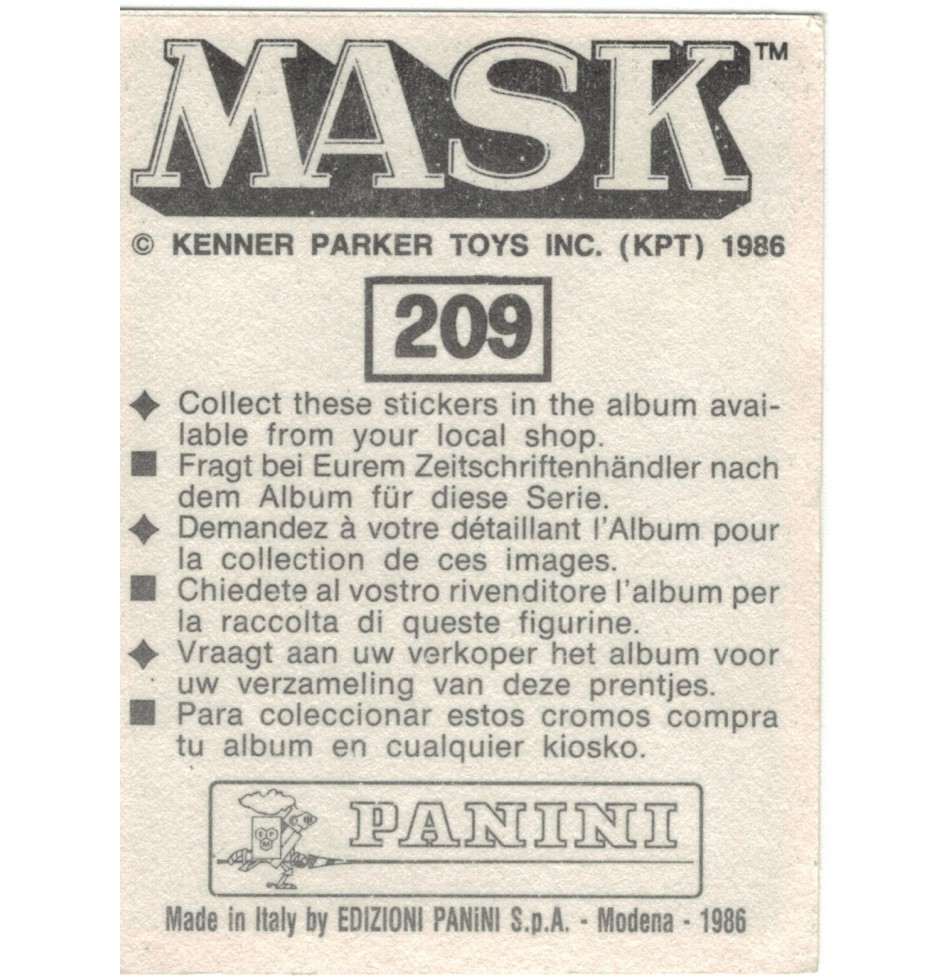 MASK™
© KENNER PARKER TOYS INC. (KPT) 1986
209
◆ Collect these stickers in the album avai-
lable from your local shop.
■ Fragt bei Eurem Zeitschriftenhändler nach
dem Album für diese Serie.
◆ Demandez à votre détaillant l'Album pour
la collection de ces images.
■ Chiedete al vostro rivenditore l'album per
la raccolta di queste figurine.
◆ Vraagt aan uw verkoper het album voor
uw verzameling van deze prentjes.
■ Para coleccionar estos cromos compra
tu album en cualquier kiosko.
PANINI
Made in Italy by EDIZIONI PANiNI S.p.A. - Modena - 1986